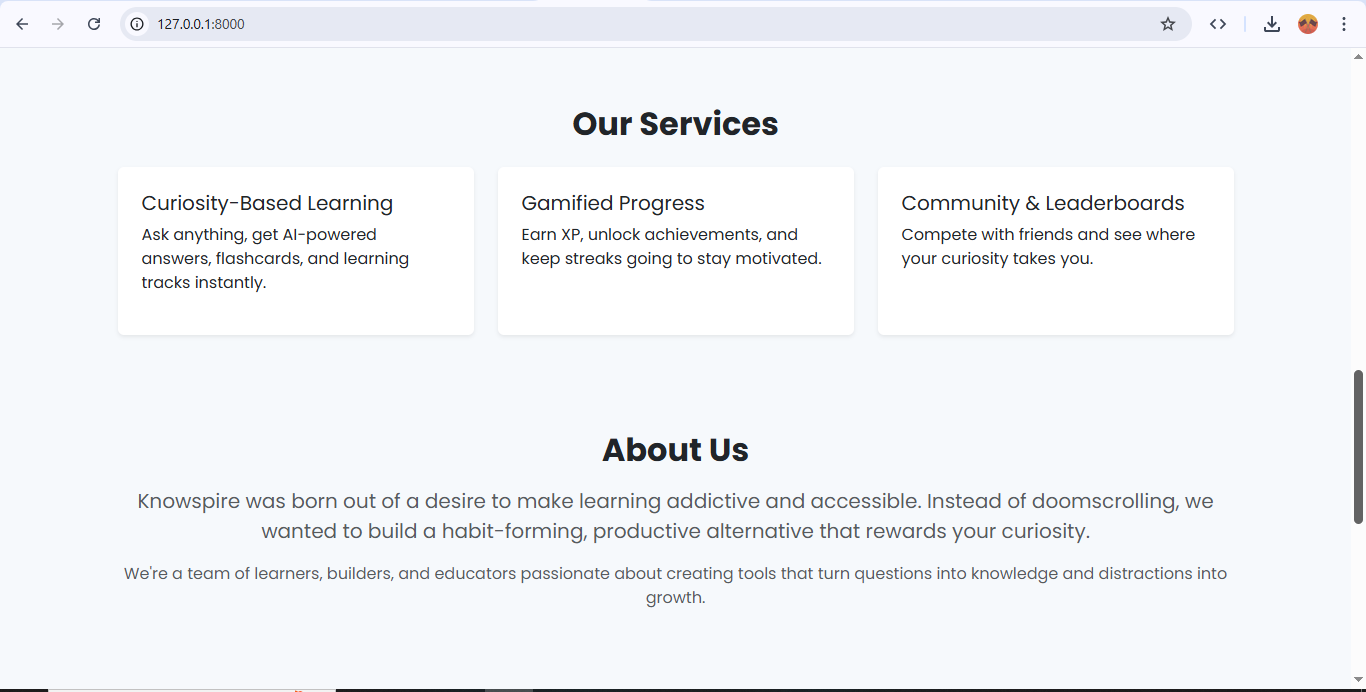 127.0.0.1:8000
Our Services
Curiosity-Based Learning
Ask anything, get AI-powered
answers, flashcards, and learning
tracks instantly.
Gamified Progress
Earn XP, unlock achievements, and
keep streaks going to stay motivated.
Community & Leaderboards
Compete with friends and see where
your curiosity takes you.
About Us
Knowspire was born out of a desire to make learning addictive and accessible. Instead of doomscrolling, we
wanted to build a habit-forming, productive alternative that rewards your curiosity.
We're a team of learners, builders, and educators passionate about creating tools that turn questions into knowledge and distractions into
growth.